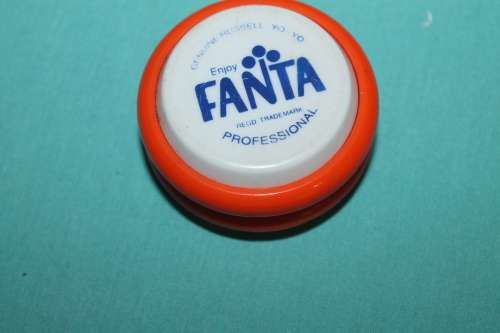 GENUINE RUSSELL YO YO
Enjoy
FANTA
REGD TRADEMARK
PROFESSIONAL